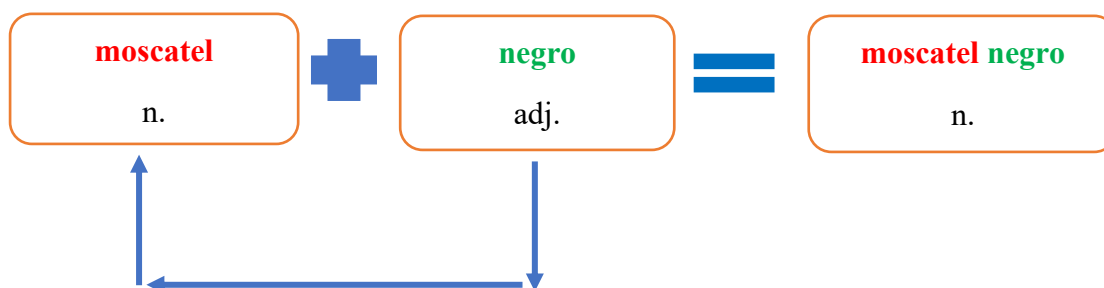 moscatel
n.
negro
adj.
moscatel negro
n.